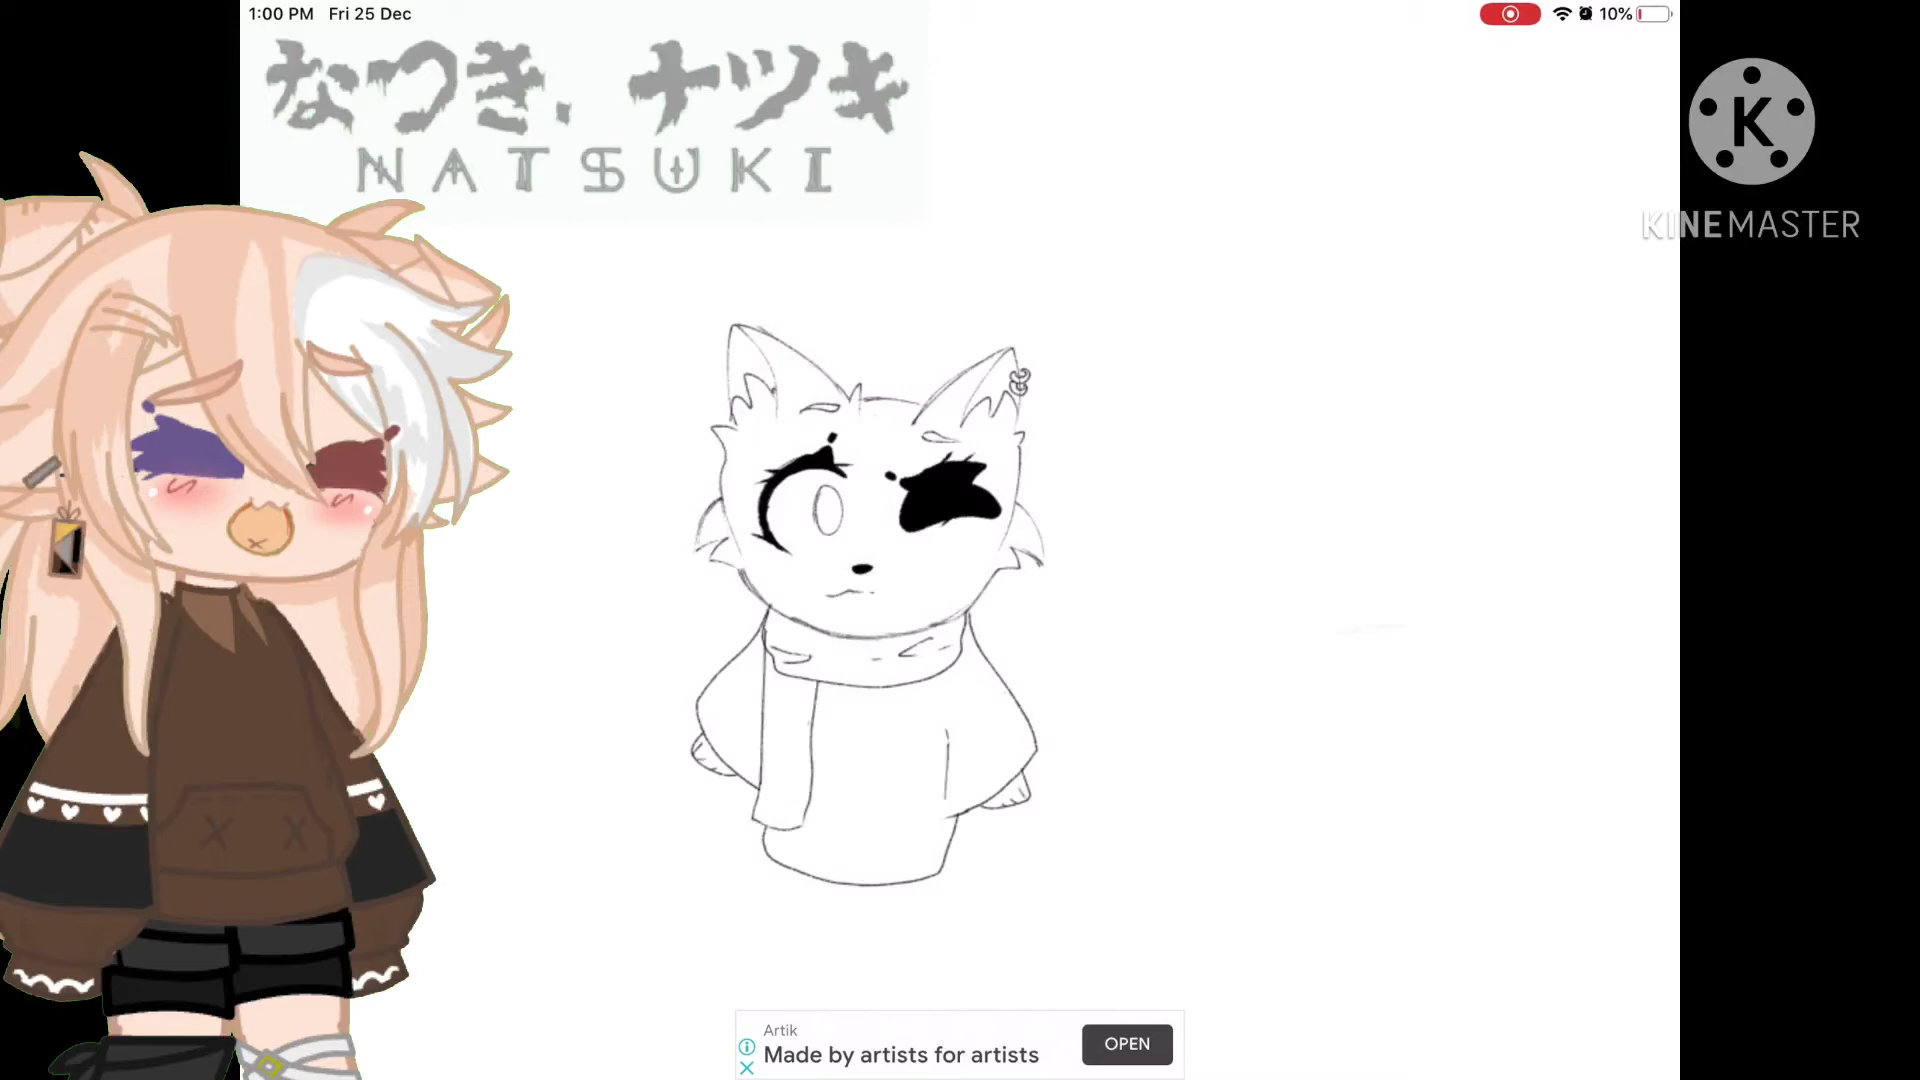 1:00 PM Fri 25 Dec
10%
なつき, ナツキ
NATSUKI
K
KINEMASTER
Artik
Made by artists for artists
OPEN